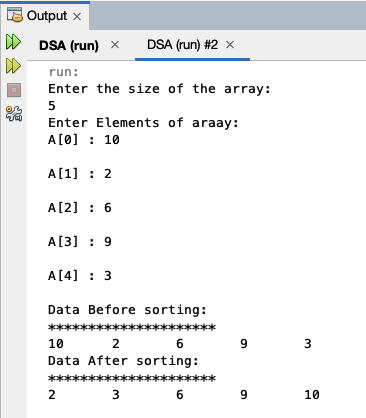 Output ×
DSA (run) × DSA (run) #2 ×
run:
Enter the size of the array:
5
Enter Elements of araay:
A[0] : 10
A[1] : 2
A[2] : 6
A[3] : 9
A[4] : 3
Data Before sorting:
*********************
10 2 6 9 3
Data After sorting:
*********************
2 3 6 9 10